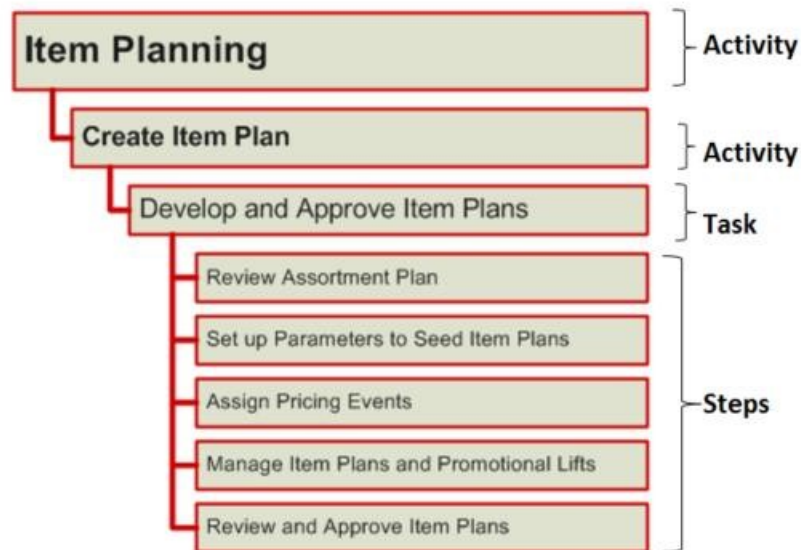 Item Planning
Activity
Create Item Plan
Activity
Develop and Approve Item Plans
Task
Review Assortment Plan
Set up Parameters to Seed Item Plans
Assign Pricing Events
Steps
Manage Item Plans and Promotional Lifts
Review and Approve Item Plans